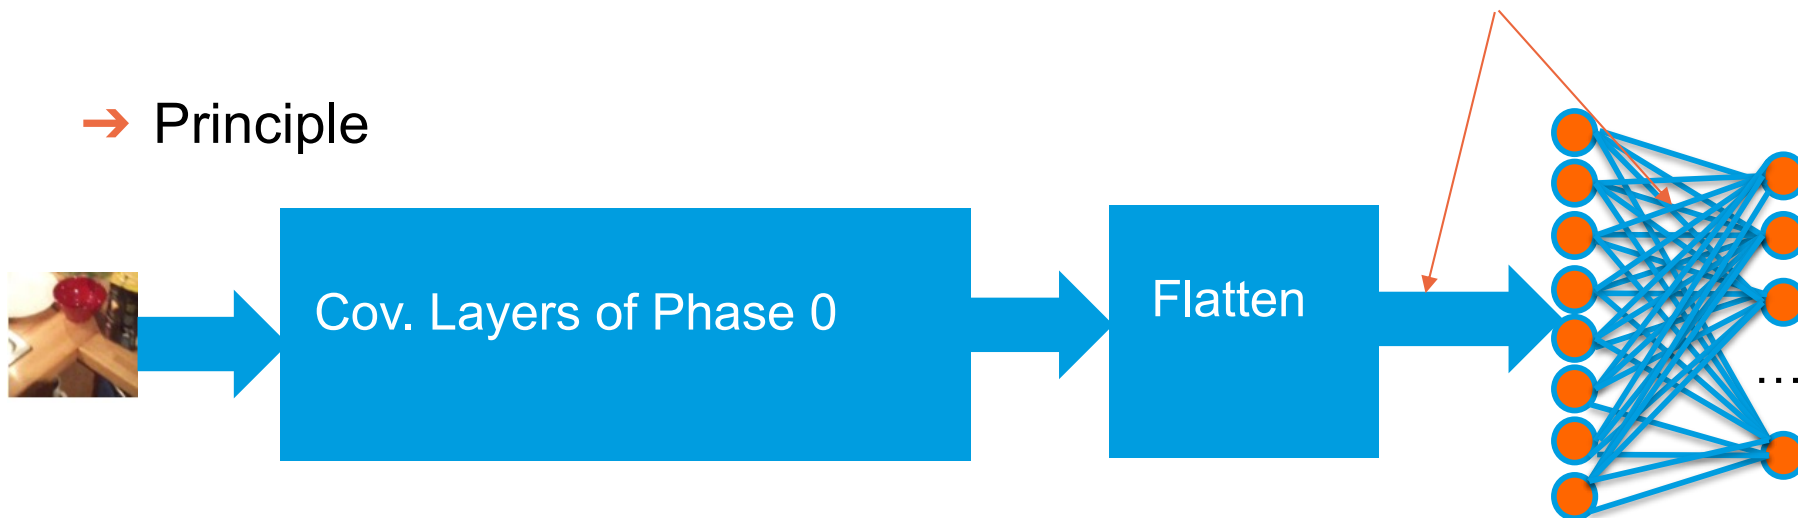 ➔ Principle
Cov. Layers of Phase 0
Flatten
...